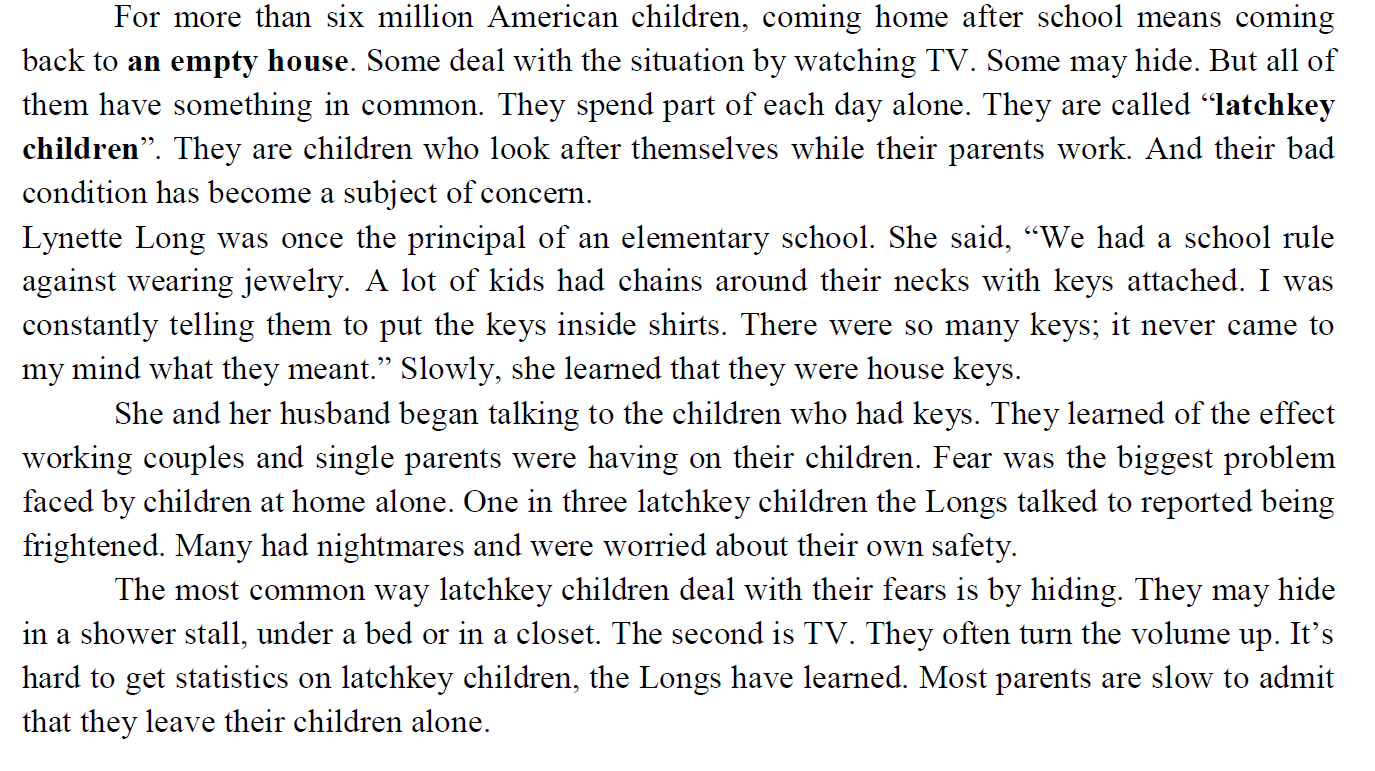 For more than six million American children, coming home after school means coming
back to an empty house. Some deal with the situation by watching TV. Some may hide. But all of
them have something in common. They spend part of each day alone. They are called “latchkey
children”. They are children who look after themselves while their parents work. And their bad
condition has become a subject of concern.
Lynette Long was once the principal of an elementary school. She said, “We had a school rule
against wearing jewelry. A lot of kids had chains around their necks with keys attached. I was
constantly telling them to put the keys inside shirts. There were so many keys; it never came to
my mind what they meant.” Slowly, she learned that they were house keys.
She and her husband began talking to the children who had keys. They learned of the effect
working couples and single parents were having on their children. Fear was the biggest problem
faced by children at home alone. One in three latchkey children the Longs talked to reported being
frightened. Many had nightmares and were worried about their own safety.
The most common way latchkey children deal with their fears is by hiding. They may hide
in a shower stall, under a bed or in a closet. The second is TV. They often turn the volume up. It’s
hard to get statistics on latchkey children, the Longs have learned. Most parents are slow to admit
that they leave their children alone.